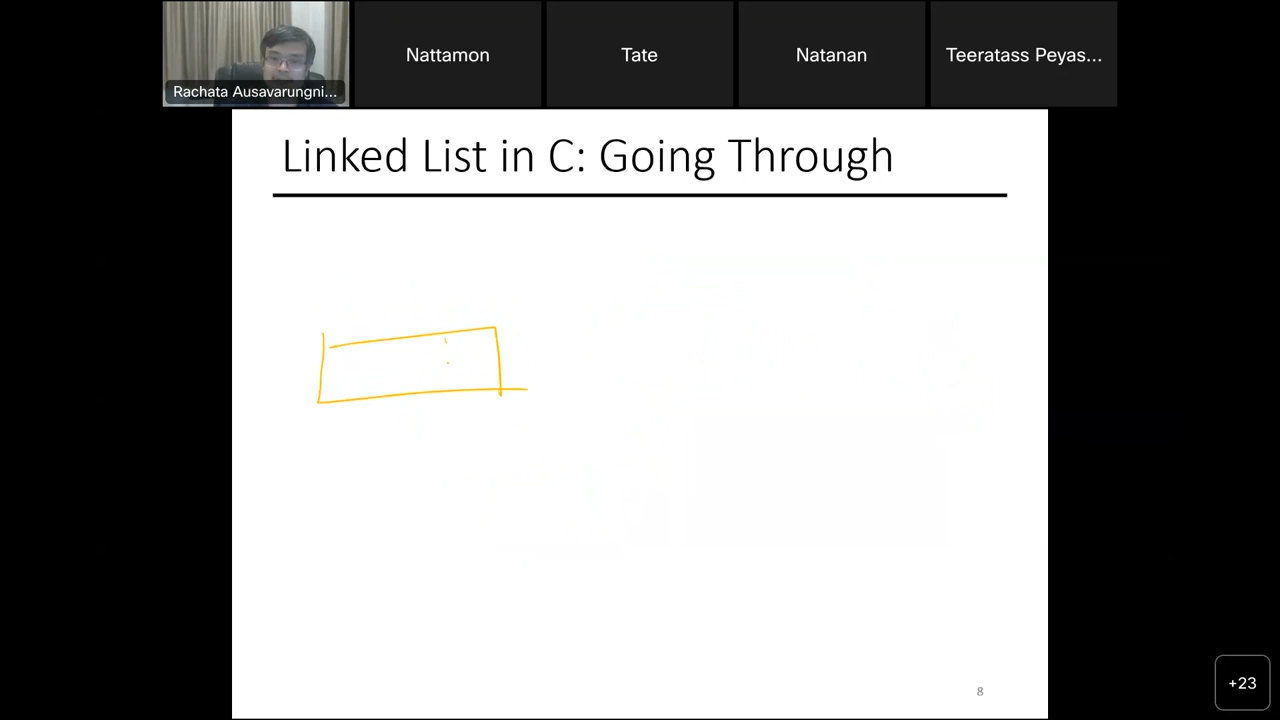 Rachata Ausavarungni...
Nattamon
Tate
Natanan
Teeratass Peyas...
Linked List in C: Going Through
8
+23